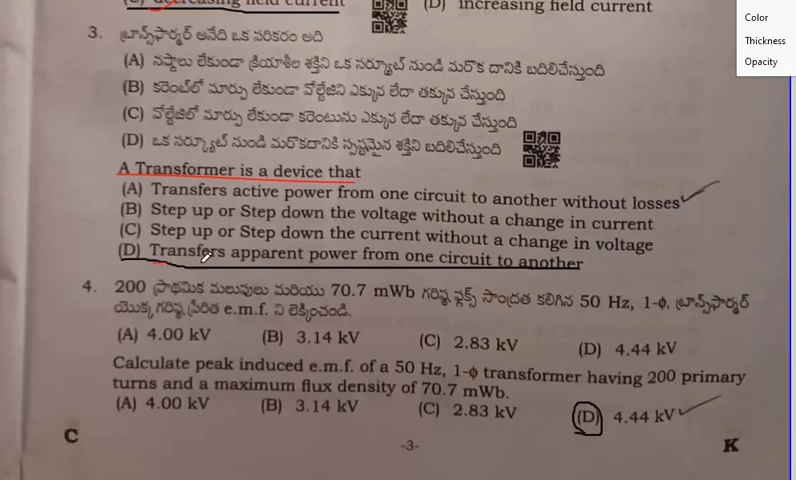 (C) decreasing field current (D) increasing field current
Color
Thickness
Opacity
3. ట్రాన్స్‌ఫార్మర్ అనేది ఒక పరికరం అది
(A) నష్టాలు లేకుండా క్రియాశీల శక్తిని ఒక సర్క్యూట్ నుండి మరొక దానికి బదిలీచేస్తుంది
(B) కరెంట్‌లో మార్పు లేకుండా వోల్టేజిని ఎక్కువ లేదా తక్కువ చేస్తుంది
(C) వోల్టేజిలో మార్పు లేకుండా కరెంటును ఎక్కువ లేదా తక్కువ చేస్తుంది
(D) ఒక సర్క్యూట్ నుండి మరొకదానికి స్పష్టమైన శక్తిని బదిలీచేస్తుంది
A Transformer is a device that
(A) Transfers active power from one circuit to another without losses
(B) Step up or Step down the voltage without a change in current
(C) Step up or Step down the current without a change in voltage
(D) Transfers apparent power from one circuit to another
4. 200 ప్రాథమిక మలుపులు మరియు 70.7 mWb గరిష్ట ఫ్లక్స్ సాంద్రత కలిగిన 50 Hz, 1-ϕ, ట్రాన్స్‌ఫార్మర్
యొక్క గరిష్ట ప్రేరిత e.m.f. ని లెక్కించండి.
(A) 4.00 kV (B) 3.14 kV (C) 2.83 kV (D) 4.44 kV
Calculate peak induced e.m.f. of a 50 Hz, 1-ϕ transformer having 200 primary
turns and a maximum flux density of 70.7 mWb.
(A) 4.00 kV (B) 3.14 kV (C) 2.83 kV (D) 4.44 kV
C -3- K